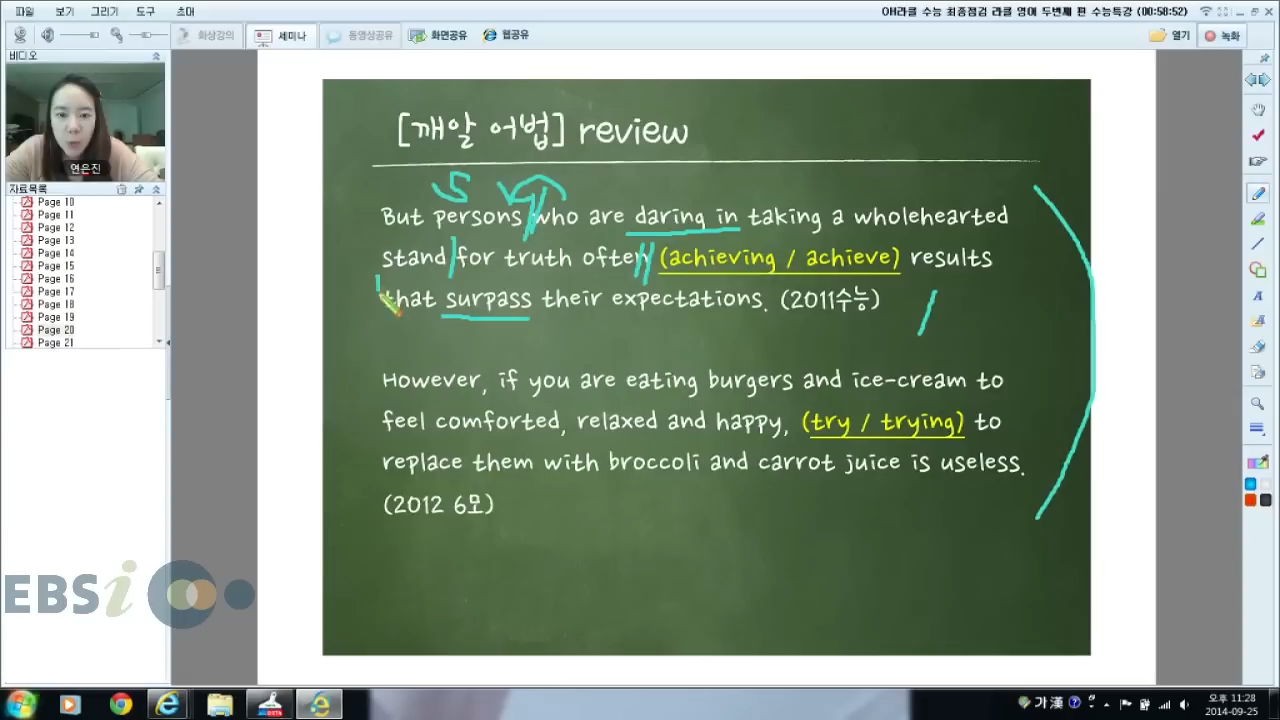 파일 보기 그리기 도구 초대
OH라클 수능 최종점검 라클 영어 두번째 판 수능특강 (00:58:52)
화상강의 세미나 동영상공유 화면공유 웹공유
열기 녹화
비디오
연은진
자료목록
Page 10
Page 11
Page 12
Page 13
Page 14
Page 15
Page 16
Page 17
Page 18
Page 19
Page 20
Page 21
[깨알 어법] review
But persons who are daring in taking a wholehearted
stand for truth often (achieving / achieve) results
that surpass their expectations. (2011수능)
However, if you are eating burgers and ice-cream to
feel comforted, relaxed and happy, (try / trying) to
replace them with broccoli and carrot juice is useless.
(2012 6모)
EBSi
가 漢
오후 11:28
2014-09-25